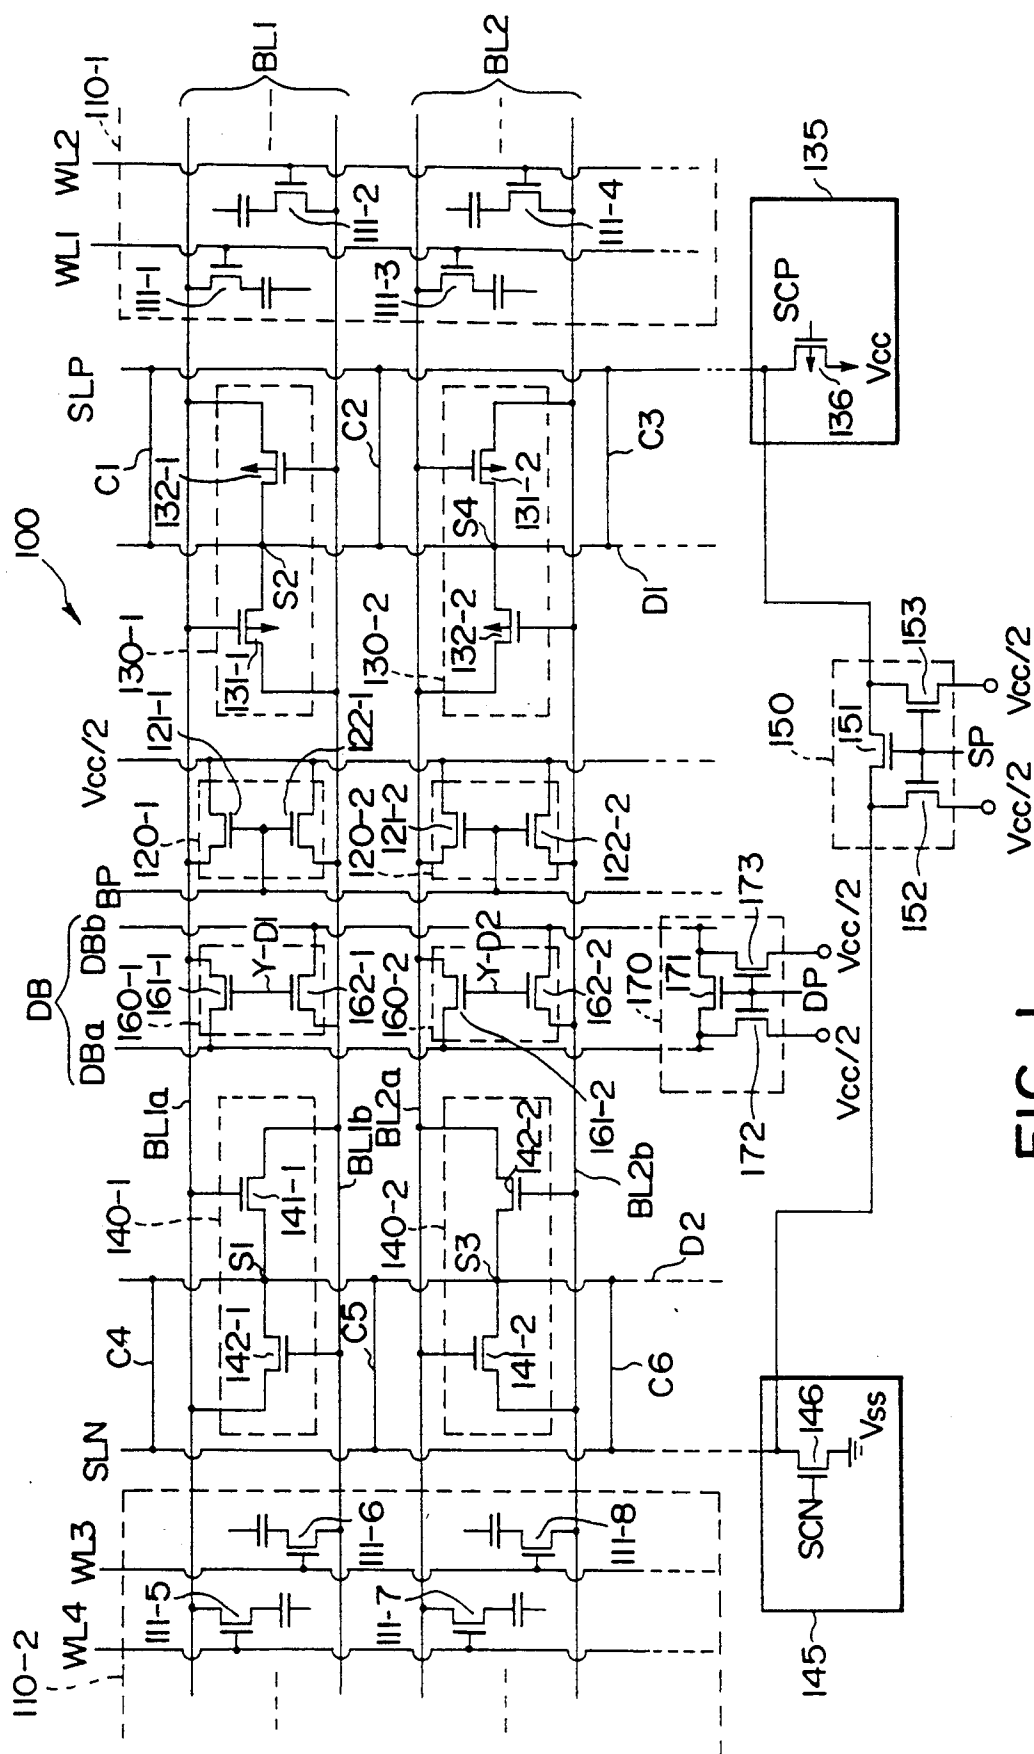 100
110-2
WL4
WL3
SLN
C4
140-1
BL1a
DB
DBa
DBb
BP
Vcc/2
130-1
C1
SLP
WL1
WL2
110-1
BL1
111-5
111-6
142-1
S1
141-1
BL1b
160-1
161-1
Y-D1
162-1
120-1
121-1
122-1
131-1
S2
132-1
111-1
111-2
C5
C2
BL2
111-7
111-8
141-2
S3
140-2
142-2
BL2a
160-2
161-2
Y-D2
162-2
120-2
121-2
122-2
130-2
132-2
S4
131-2
111-3
111-4
C6
D2
BL2b
D1
C3
170
171
172
173
DP
Vcc/2
Vcc/2
150
151
152
153
SP
Vcc/2
Vcc/2
145
SCN
146
Vss
135
SCP
136
Vcc
FIG. 1